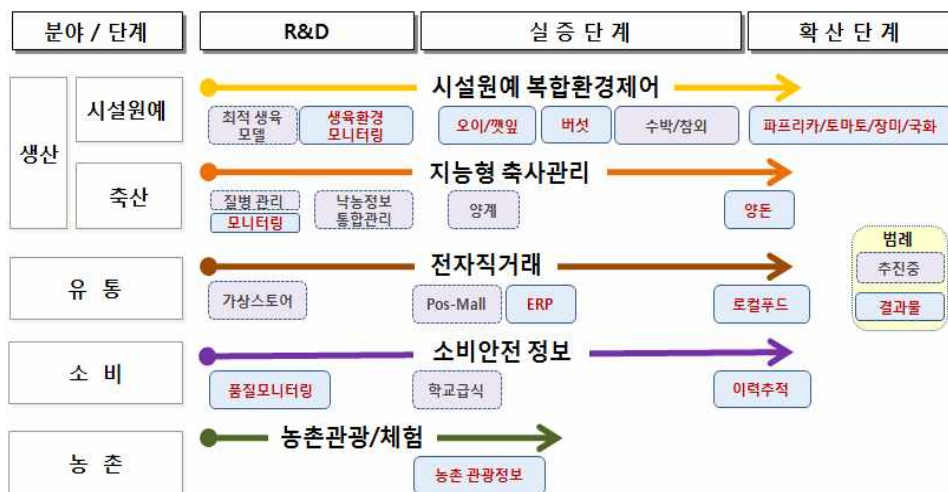 분야 / 단계
R&D
실 증 단 계
확 산 단 계
생산
시설원예
시설원예 복합환경제어
최적 생육
모델
생육환경
모니터링
오이/깻잎
버섯
수박/참외
파프리카/토마토/장미/국화
축산
지능형 축사관리
질병 관리
모니터링
낙농정보
통합관리
양계
양돈
범례
추진중
결과물
유 통
전자직거래
가상스토어
Pos-Mall
ERP
로컬푸드
소 비
소비안전 정보
품질모니터링
학교급식
이력추적
농 촌
농촌관광/체험
농촌 관광정보